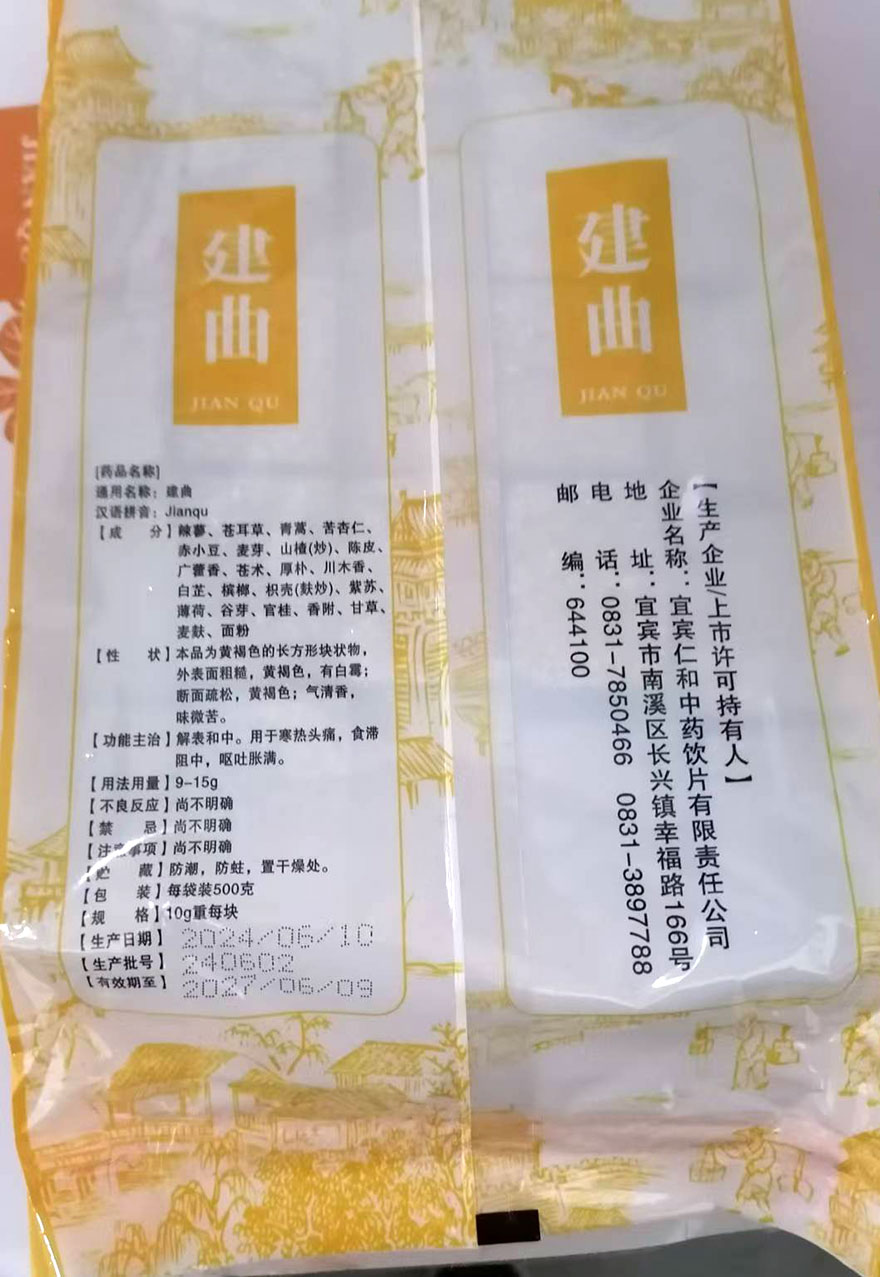 建
曲
JIAN QU
[药品名称]
通用名称：建曲
汉语拼音：Jianqu
【成 分】辣蓼、苍耳草、青蒿、苦杏仁、
赤小豆、麦芽、山楂(炒)、陈皮、
广藿香、苍术、厚朴、川木香、
白芷、槟榔、枳壳(麸炒)、紫苏、
薄荷、谷芽、官桂、香附、甘草、
麦麸、面粉
【性 状】本品为黄褐色的长方形块状物，
外表面粗糙，黄褐色，有白霉；
断面疏松，黄褐色；气清香，
味微苦。
【功能主治】解表和中。用于寒热头痛，食滞
阻中，呕吐胀满。
【用法用量】9-15g
【不良反应】尚不明确
【禁 忌】尚不明确
【注意事项】尚不明确
【贮 藏】防潮，防蛀，置干燥处。
【包 装】每袋装500克
【规 格】10g重每块
【生产日期】2024/06/10
【生产批号】240602
【有效期至】2027/06/09
建
曲
JIAN QU
【生产企业/上市许可持有人】
企业名称：宜宾仁和中药饮片有限责任公司
地 址：宜宾市南溪区长兴镇幸福路166号
电 话：0831-7850466 0831-3897788
邮 编：644100